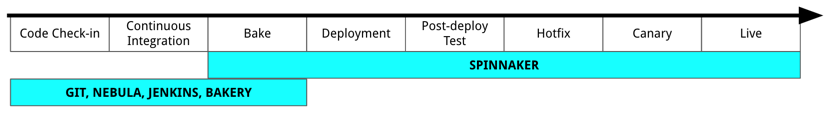 Code Check-in
Continuous
Integration
Bake
Deployment
Post-deploy
Test
Hotfix
Canary
Live
SPINNAKER
GIT, NEBULA, JENKINS, BAKERY